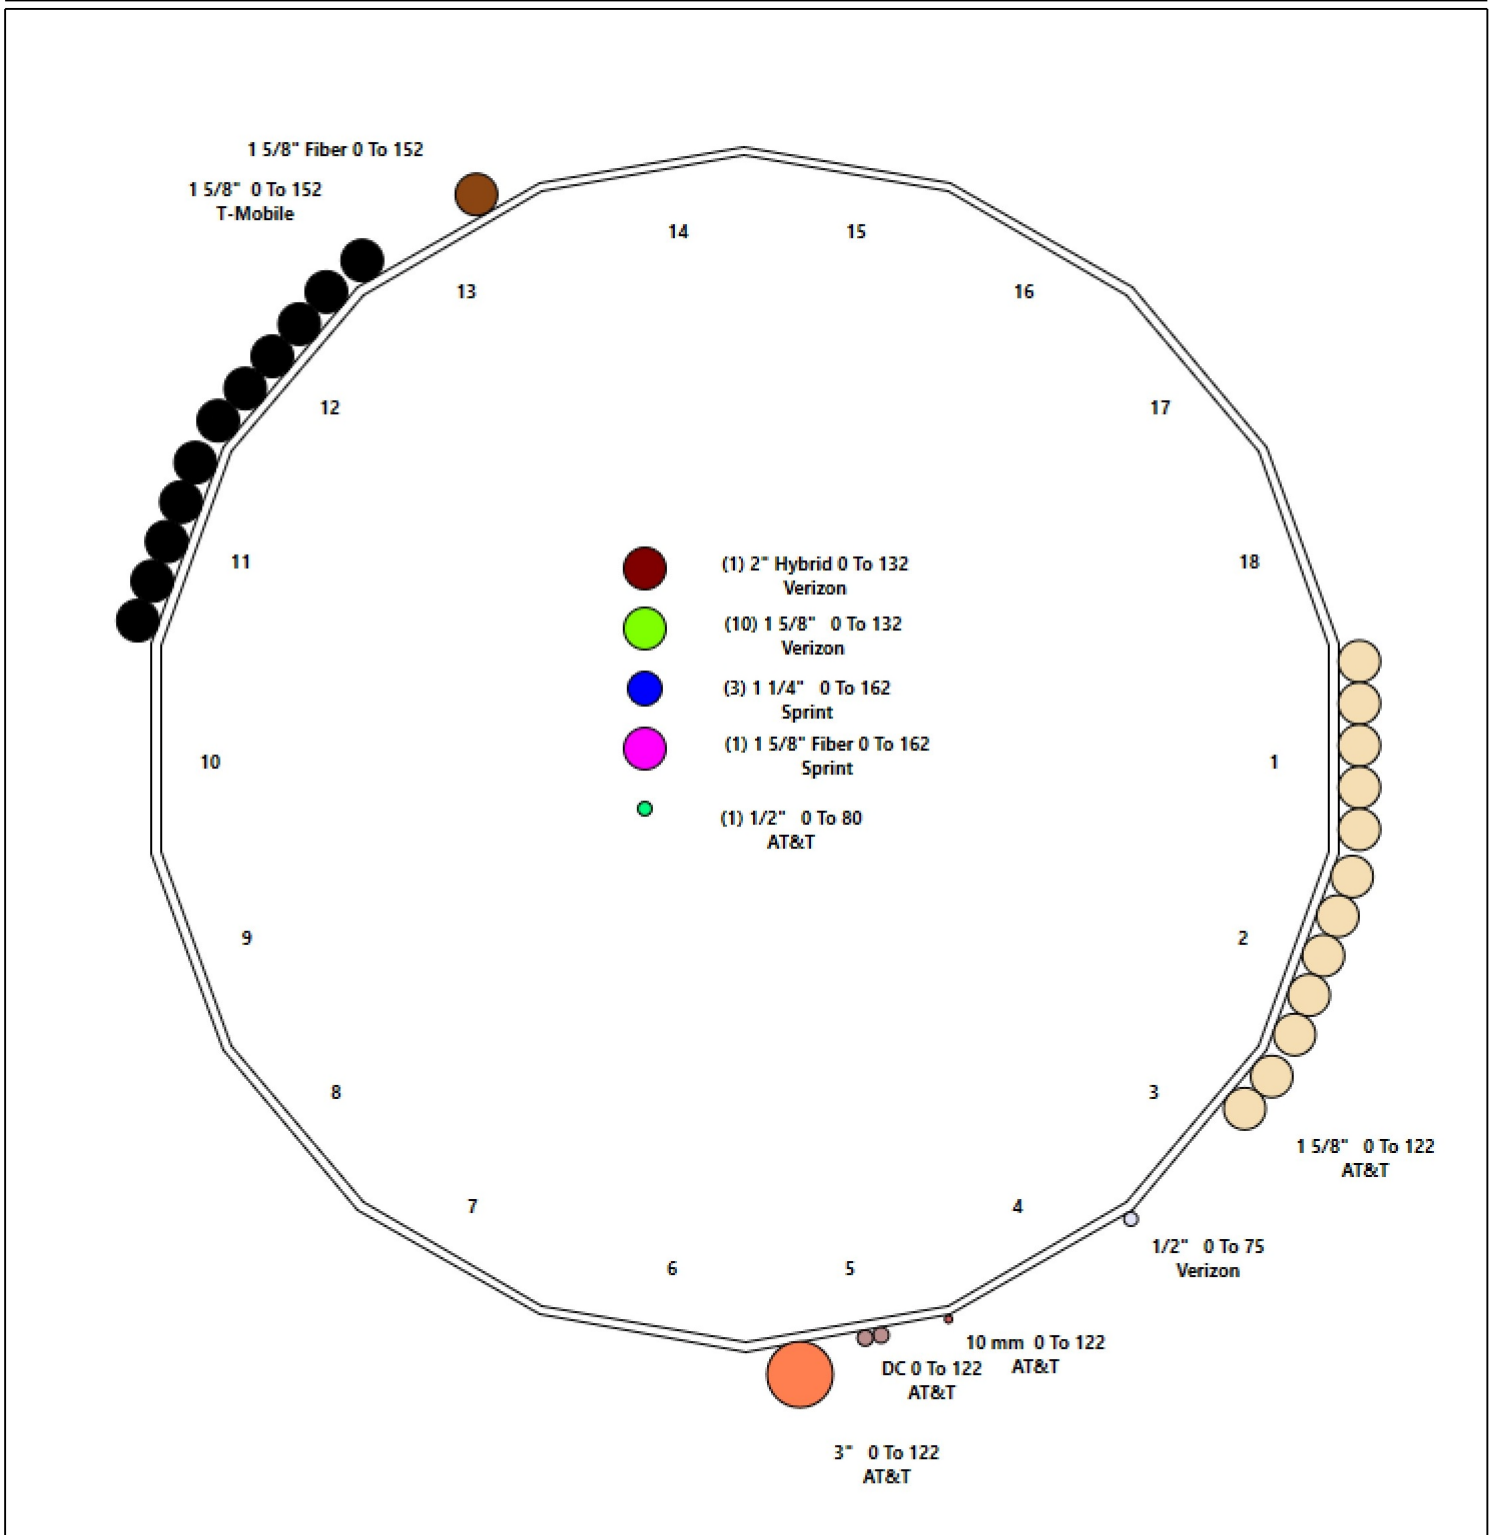 1 5/8" Fiber 0 To 152
1 5/8" 0 To 152
T-Mobile
14
15
13
16
12
17
11
18
(1) 2" Hybrid 0 To 132
Verizon
(10) 1 5/8" 0 To 132
Verizon
(3) 1 1/4" 0 To 162
Sprint
(1) 1 5/8" Fiber 0 To 162
Sprint
10
1
(1) 1/2" 0 To 80
AT&T
9
2
8
3
1 5/8" 0 To 122
AT&T
7
4
1/2" 0 To 75
Verizon
6
5
10 mm 0 To 122
AT&T
DC 0 To 122
AT&T
3" 0 To 122
AT&T